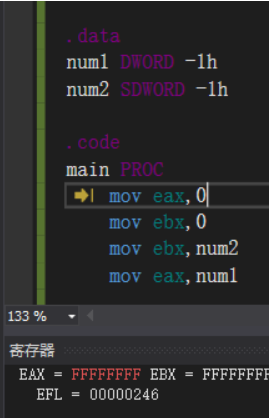 .data
num1 DWORD -1h
num2 SDWORD -1h
.code
main PROC
mov eax,0
mov ebx,0
mov ebx,num2
mov eax,num1
133 %
寄存器
EAX = FFFFFFFF EBX = FFFFFFFF
EFL = 00000246